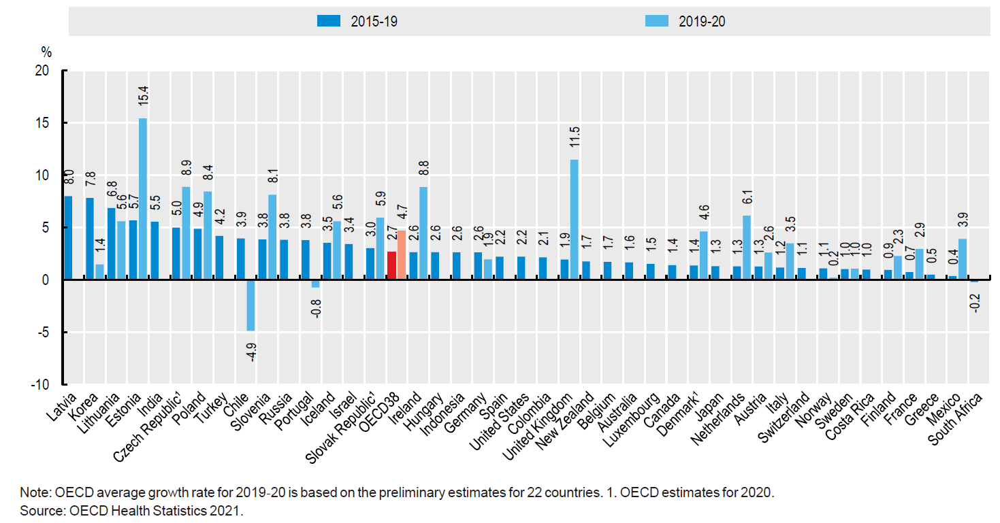 2015-19
2019-20
%
20
15
10
5
0
-5
-10
8.0
7.8
1.4
6.8
5.6
5.7
15.4
5.5
5.0
8.9
4.9
8.4
4.2
3.9
-4.9
3.8
8.1
3.8
3.8
-0.8
3.5
5.6
3.4
3.0
5.9
2.7
4.7
2.6
8.8
2.6
2.6
2.6
1.9
2.2
2.2
2.1
1.9
11.5
1.7
1.7
1.6
1.5
1.4
1.4
4.6
1.3
1.3
6.1
1.3
2.6
1.2
3.5
1.1
1.1
0.2
1.0
1.0
1.0
0.9
2.3
0.7
2.9
0.5
0.4
3.9
-0.2
Latvia
Korea
Lithuania
Estonia
India
Czech Republic¹
Poland
Turkey
Chile
Slovenia
Russia
Portugal
Iceland
Israel
Slovak Republic¹
OECD38
Ireland
Hungary
Indonesia
Germany
Spain
United States
Colombia
United Kingdom
New Zealand
Belgium
Australia
Luxembourg
Canada
Denmark¹
Japan
Netherlands
Austria
Italy
Switzerland
Norway
Sweden
Costa Rica
Finland
France
Greece
Mexico
South Africa
Note: OECD average growth rate for 2019-20 is based on the preliminary estimates for 22 countries. 1. OECD estimates for 2020.
Source: OECD Health Statistics 2021.